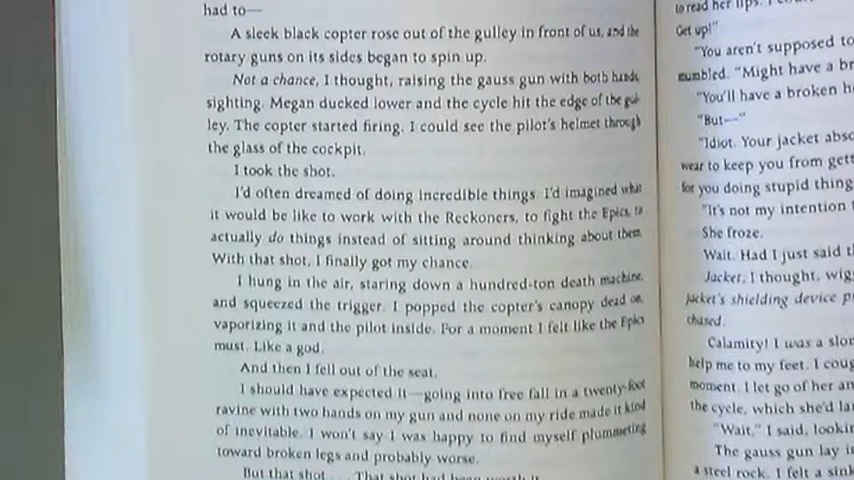 had to—
A sleek black copter rose out of the gulley in front of us, and the
rotary guns on its sides began to spin up.
Not a chance, I thought, raising the gauss gun with both hands,
sighting. Megan ducked lower and the cycle hit the edge of the gul-
ley. The copter started firing. I could see the pilot's helmet through
the glass of the cockpit.
I took the shot.
I'd often dreamed of doing incredible things. I'd imagined what
it would be like to work with the Reckoners, to fight the Epics, to
actually do things instead of sitting around thinking about them.
With that shot, I finally got my chance.
I hung in the air, staring down a hundred-ton death machine,
and squeezed the trigger. I popped the copter's canopy dead on,
vaporizing it and the pilot inside. For a moment I felt like the Epics
must. Like a god.
And then I fell out of the seat.
I should have expected it—going into free fall in a twenty-foot
ravine with two hands on my gun and none on my ride made it kind
of inevitable. I won't say I was happy to find myself plummeting
toward broken legs and probably worse.
But that shot . . . That shot had been worth it.
to read her lips. I
Get up!"
"You aren't supposed to
mumbled. "Might have a br
"You'll have a broken
"But—"
"Idiot. Your jacket abso
wear to keep you from gett
for you doing stupid thing
"It's not my intention
She froze.
Wait. Had I just said
Jacket, I thought, wig
jacket's shielding device
chased.
Calamity! I was a
help me to my feet. I
moment. I let go of her an
the cycle, which she'd
"Wait," I said,
The gauss gun lay
a steel rock. I felt a